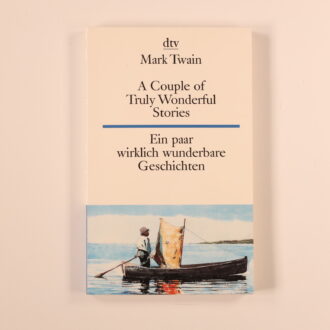 dtv
Mark Twain
A Couple of
Truly Wonderful
Stories
Ein paar
wirklich wunderbare
Geschichten